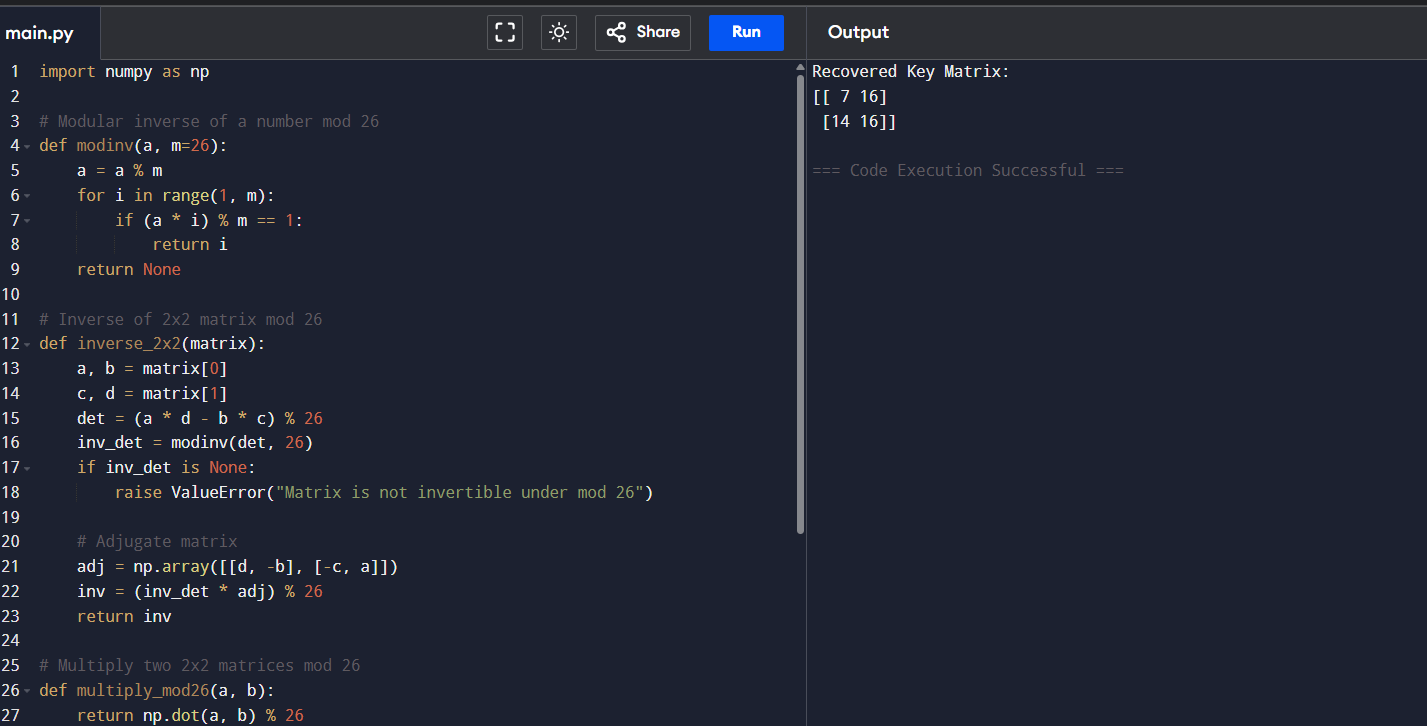 main.py
Share
Run
Output
1 import numpy as np
2
3 # Modular inverse of a number mod 26
4 def modinv(a, m=26):
5     a = a % m
6     for i in range(1, m):
7         if (a * i) % m == 1:
8             return i
9     return None
10
11 # Inverse of 2x2 matrix mod 26
12 def inverse_2x2(matrix):
13     a, b = matrix[0]
14     c, d = matrix[1]
15     det = (a * d - b * c) % 26
16     inv_det = modinv(det, 26)
17     if inv_det is None:
18         raise ValueError("Matrix is not invertible under mod 26")
19
20     # Adjugate matrix
21     adj = np.array([[d, -b], [-c, a]])
22     inv = (inv_det * adj) % 26
23     return inv
24
25 # Multiply two 2x2 matrices mod 26
26 def multiply_mod26(a, b):
27     return np.dot(a, b) % 26
Recovered Key Matrix:
[[ 7 16]
 [14 16]]

=== Code Execution Successful ===